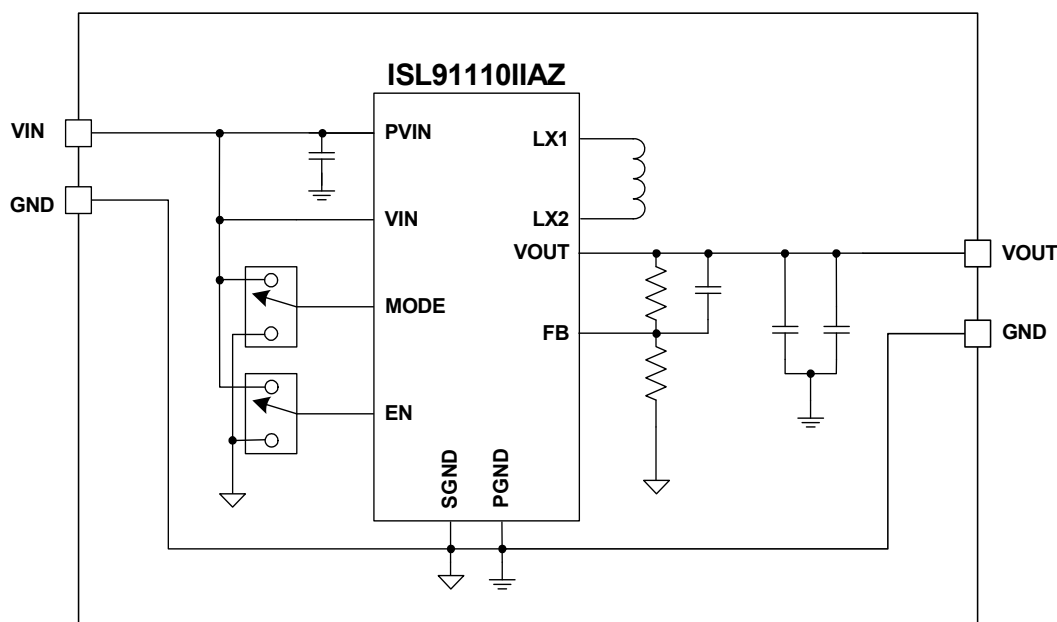 ISL91110IIAZ
VIN
PVIN
LX1
GND
VIN
LX2
VOUT
VOUT
MODE
FB
GND
EN
SGND
PGND